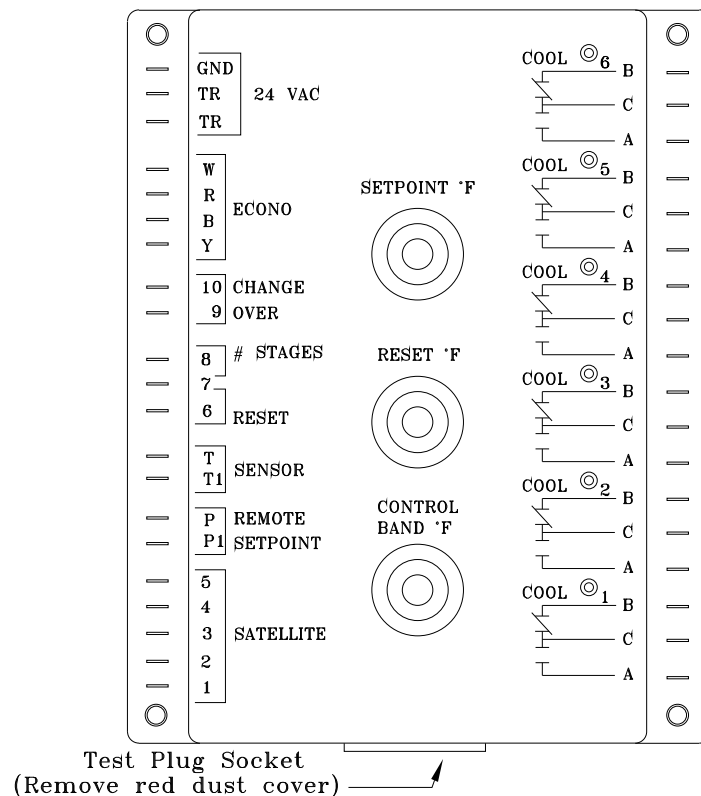 GND
TR 24 VAC
TR
W
R
ECONO
B
Y
10 CHANGE
9 OVER
8 # STAGES
7
6 RESET
T
SENSOR
T1
P REMOTE
P1 SETPOINT
5
4
3 SATELLITE
2
1
SETPOINT °F
RESET °F
CONTROL
BAND °F
COOL 6
B
C
A
COOL 5
B
C
A
COOL 4
B
C
A
COOL 3
B
C
A
COOL 2
B
C
A
COOL 1
B
C
A
Test Plug Socket
(Remove red dust cover)